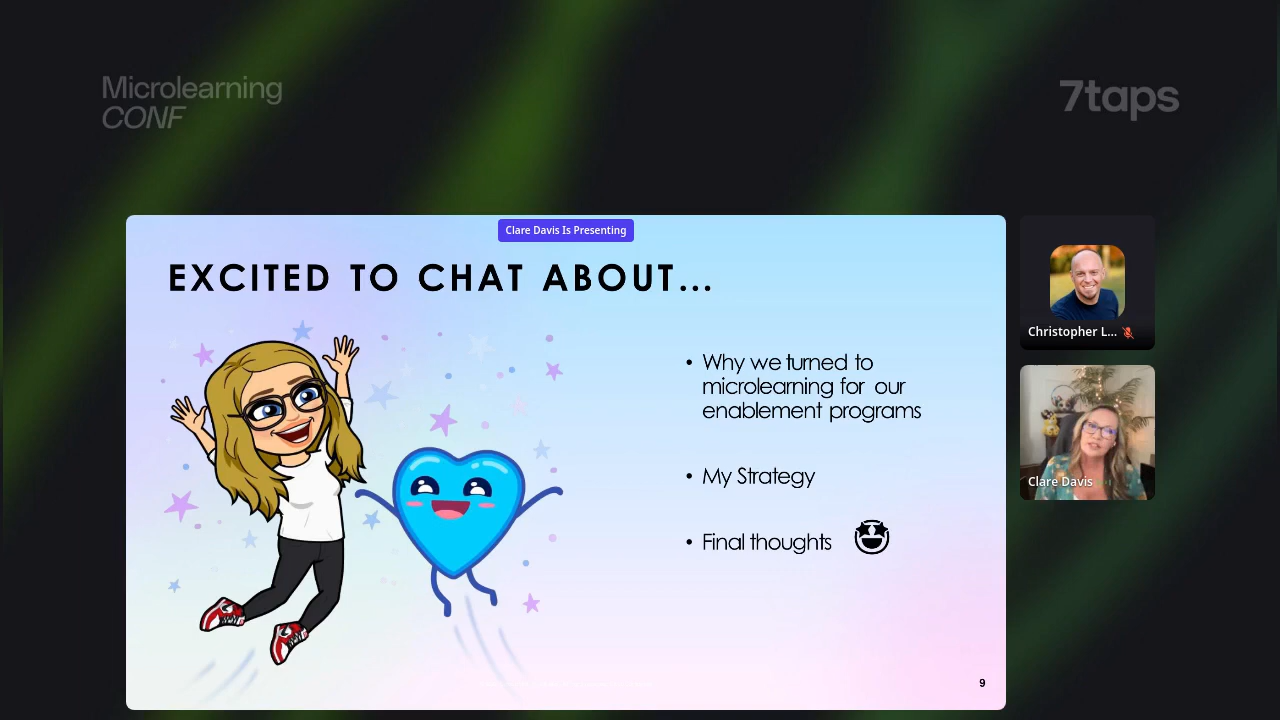 Microlearning
CONF
7taps
Clare Davis Is Presenting
EXCITED TO CHAT ABOUT...
• Why we turned to
microlearning for our
enablement programs
• My Strategy
• Final thoughts
9
Christopher L...
Clare Davis